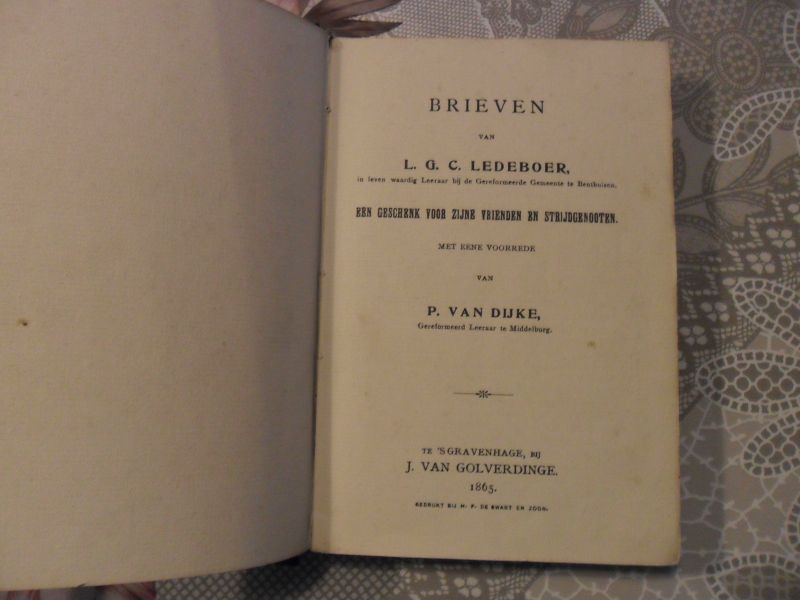 BRIEVEN
VAN
L. G. C. LEDEBOER,
in leven waardig Leeraar bij de Gereformeerde Gemeente te Benthuisen.
EEN GESCHENK VOOR ZIJNE VRIENDEN EN STRIJDGENOOTEN.
MET EENE VOORREDE
VAN
P. VAN DIJKE,
Gereformeerd Leeraar te Middelburg.
TE 'SGRAVENHAGE, BIJ
J. VAN GOLVERDINGE.
1865.
GEDRUKT BIJ H. P. DE SWART EN ZOON.